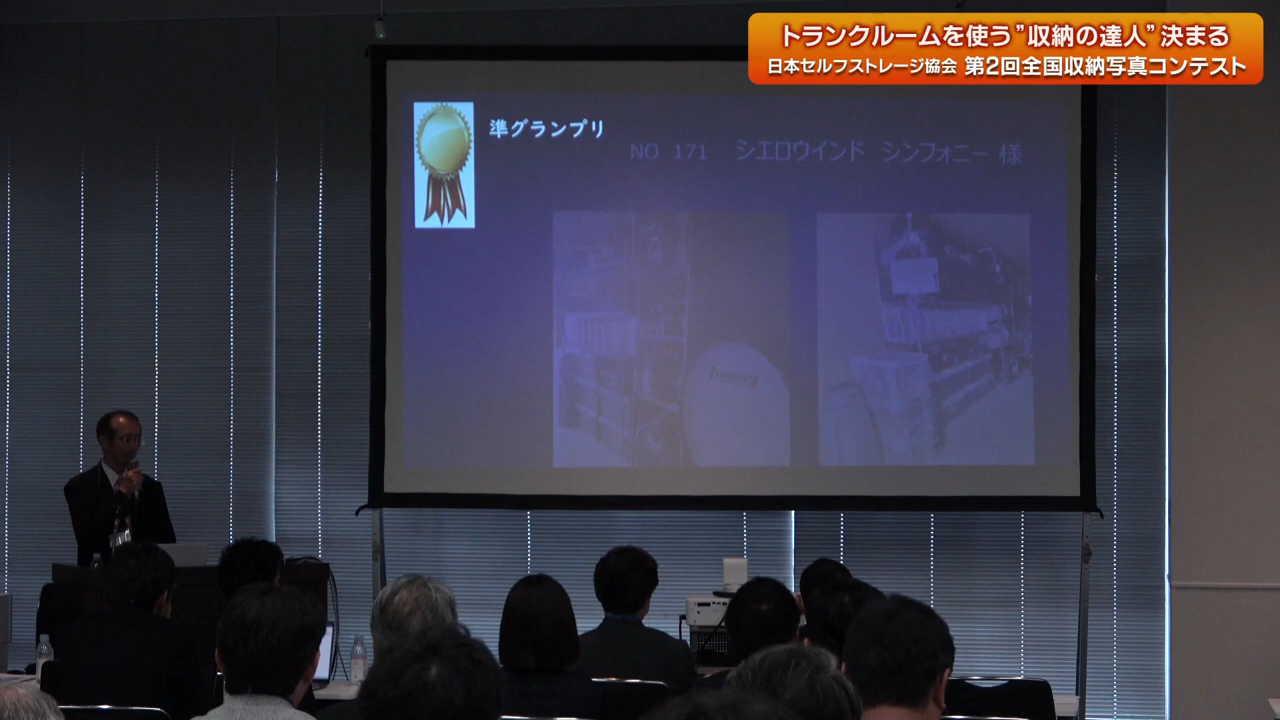 トランクルームを使う”収納の達人”決まる
日本セルフストレージ協会 第2回全国収納写真コンテスト
準グランプリ
NO 171 シエロウインド シンフォニー 様